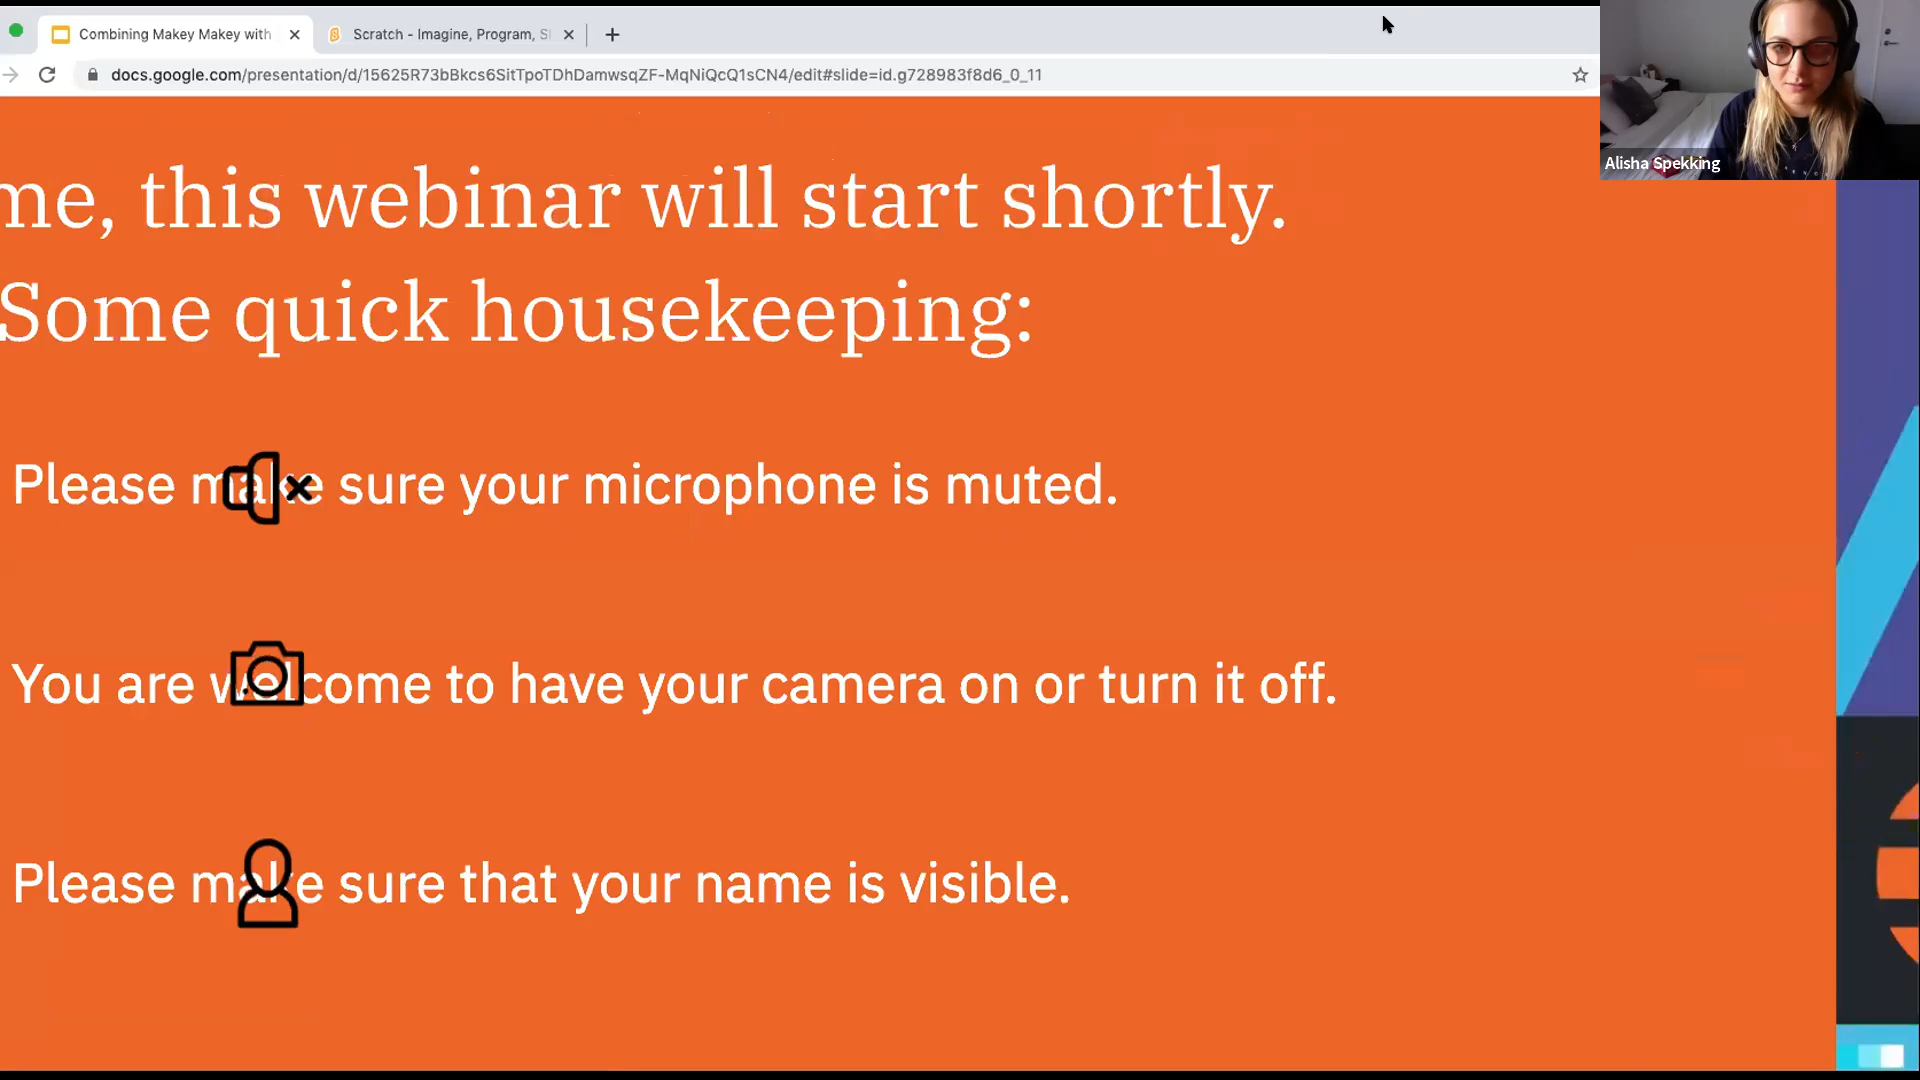 Combining Makey Makey with
Scratch - Imagine, Program, S
docs.google.com/presentation/d/15625R73bBkcs6SitTpoTDhDamwsqZF-MqNiQcQ1sCN4/edit#slide=id.g728983f8d6_0_11
Alisha Spekking
me, this webinar will start shortly.
Some quick housekeeping:
Please make sure your microphone is muted.
You are welcome to have your camera on or turn it off.
Please make sure that your name is visible.